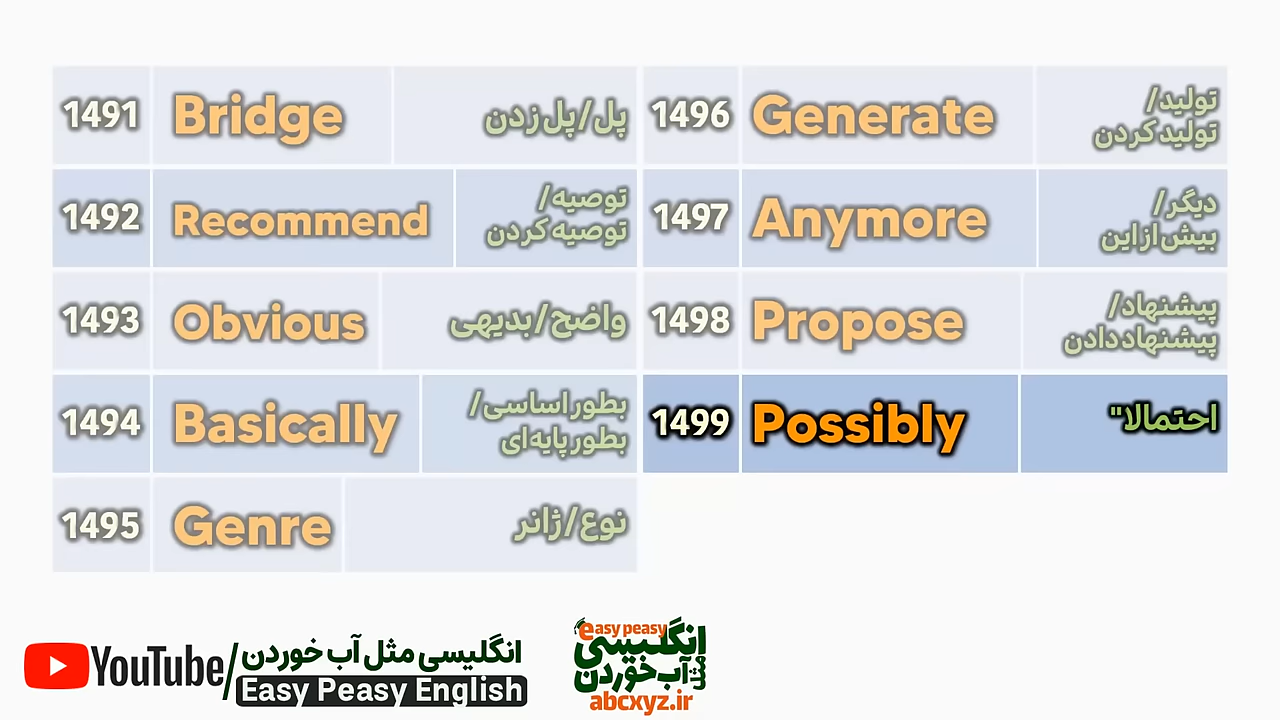 1491 Bridge پل/پل زدن
1492 Recommend توصیه/
توصیه کردن
1493 Obvious واضح/بدیهی
1494 Basically بطور اساسی/
بطور پایه ای
1495 Genre نوع/ژانر
1496 Generate تولید/
تولید کردن
1497 Anymore دیگر/
بیش از این
1498 Propose پیشنهاد/
پیشنهاد دادن
1499 Possibly احتمالا"
YouTube/انگلیسی مثل آب خوردن
Easy Peasy English
easy peasy
انگلیسی
مثل آب خوردن
abcxyz.ir